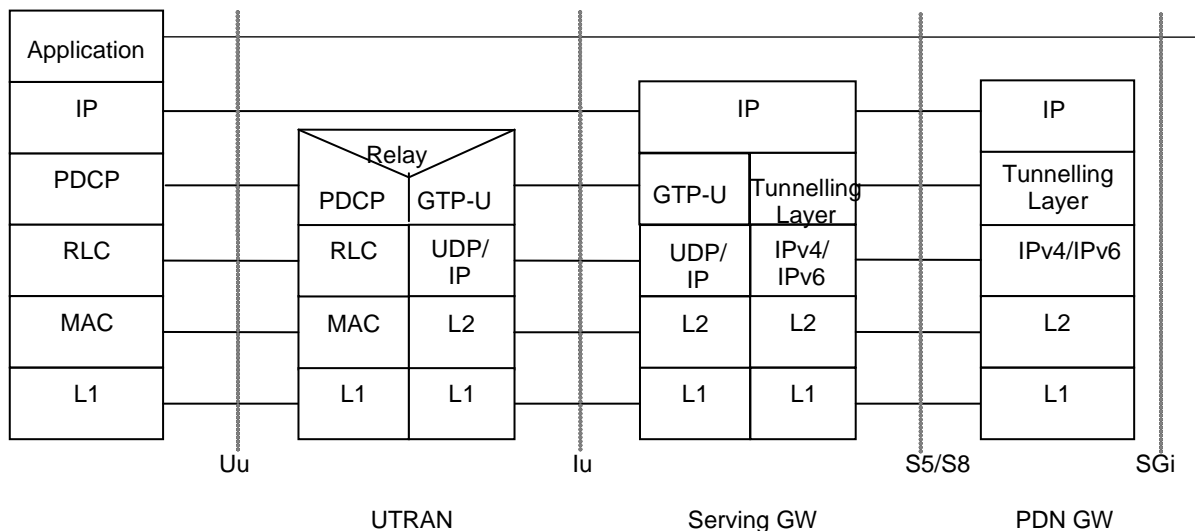 Application
IP
PDCP
RLC
MAC
L1
Relay
PDCP
GTP-U
RLC
UDP/
IP
MAC
L2
L1
L1
IP
GTP-U
Tunnelling
Layer
UDP/
IP
IPv4/
IPv6
L2
L2
L1
L1
IP
Tunnelling
Layer
IPv4/IPv6
L2
L1
Uu
Iu
S5/S8
SGi
UTRAN
Serving GW
PDN GW